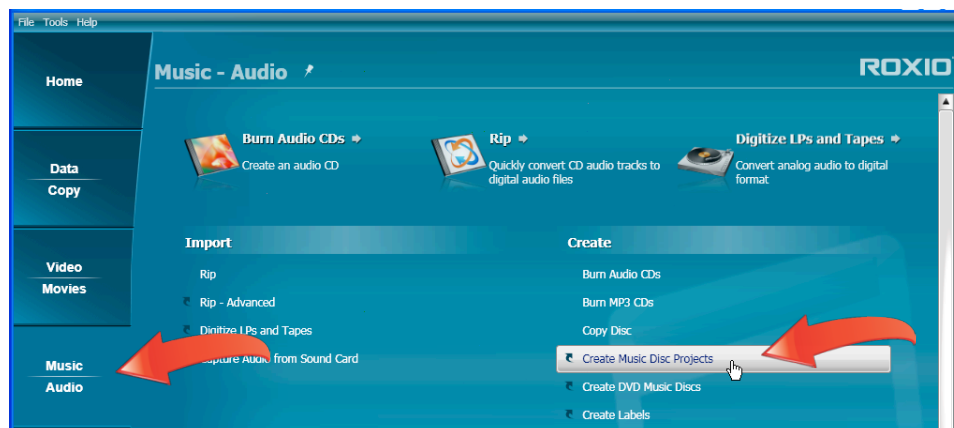 File Tools Help
Home
Music - Audio
ROXIO
Data
Copy
Burn Audio CDs
Create an audio CD
Rip
Quickly convert CD audio tracks to
digital audio files
Digitize LPs and Tapes
Convert analog audio to digital
format
Video
Movies
Import
Rip
Rip - Advanced
Digitize LPs and Tapes
Capture Audio from Sound Card
Create
Burn Audio CDs
Burn MP3 CDs
Copy Disc
Create Music Disc Projects
Create DVD Music Discs
Create Labels
Music
Audio